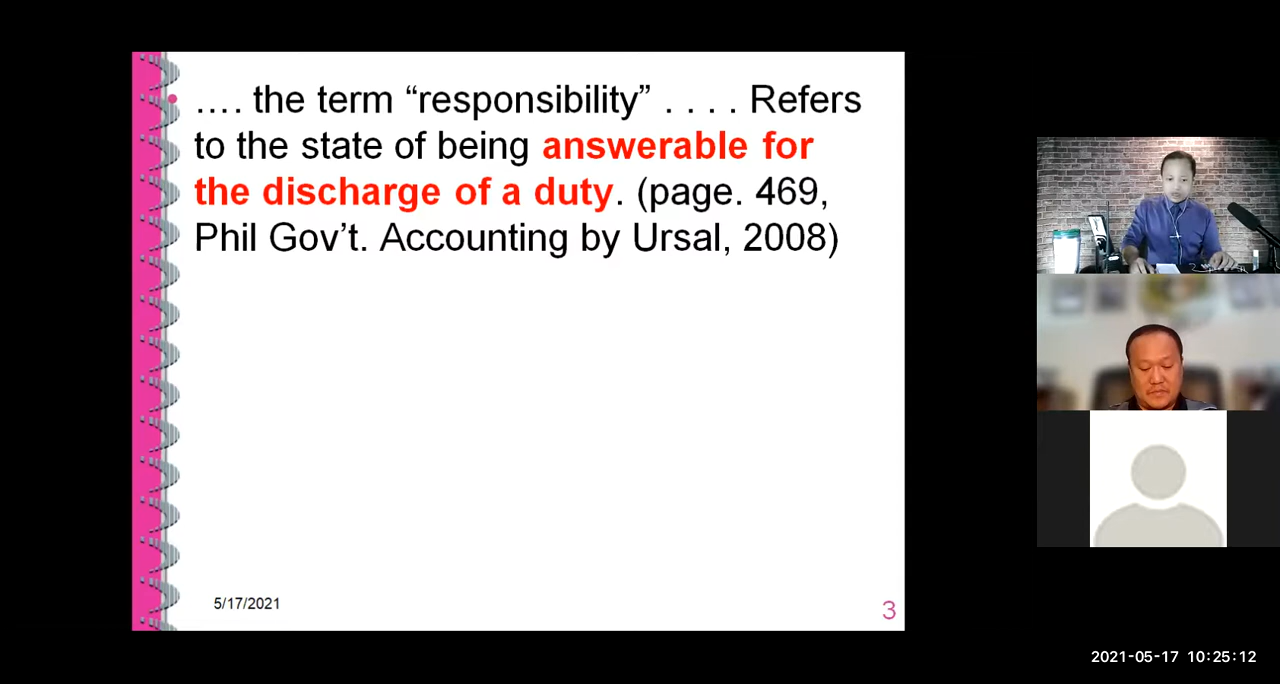 …. the term “responsibility” . . . . Refers
to the state of being answerable for
the discharge of a duty. (page. 469,
Phil Gov’t. Accounting by Ursal, 2008)
5/17/2021
3
2021-05-17 10:25:12